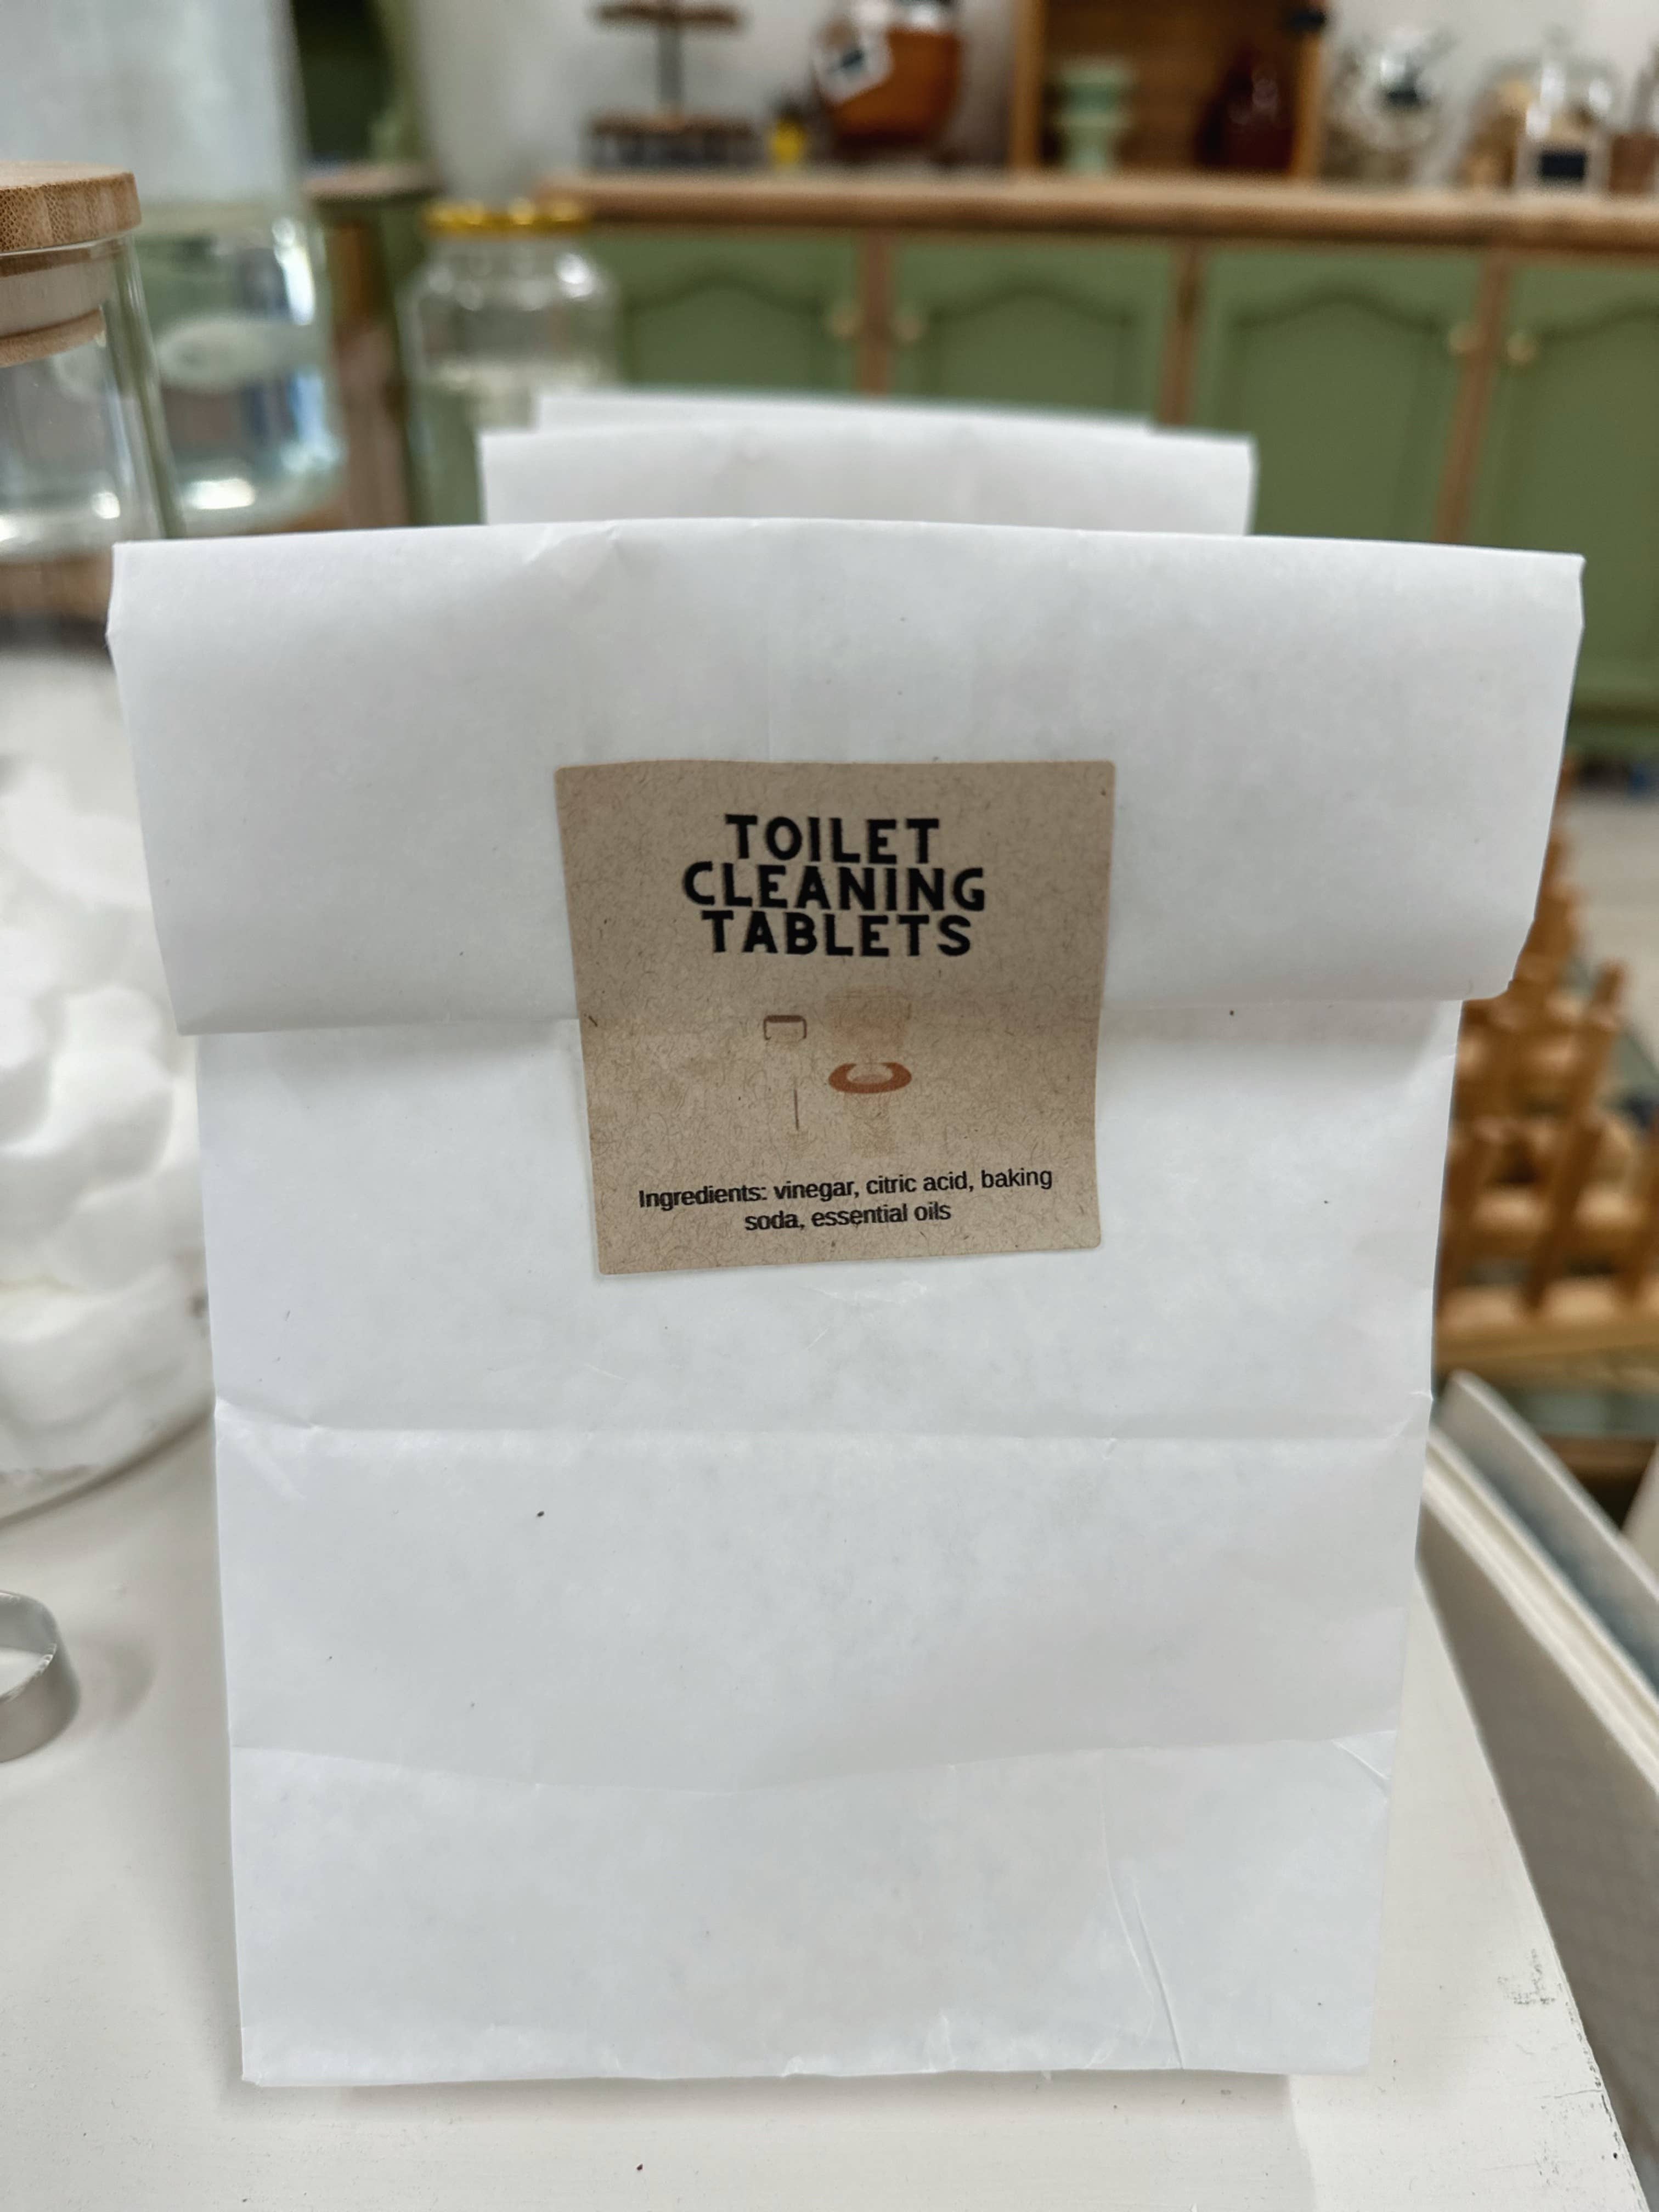 TOILET
CLEANING
TABLETS
Ingredients: vinegar, citric acid, baking
soda, essential oils